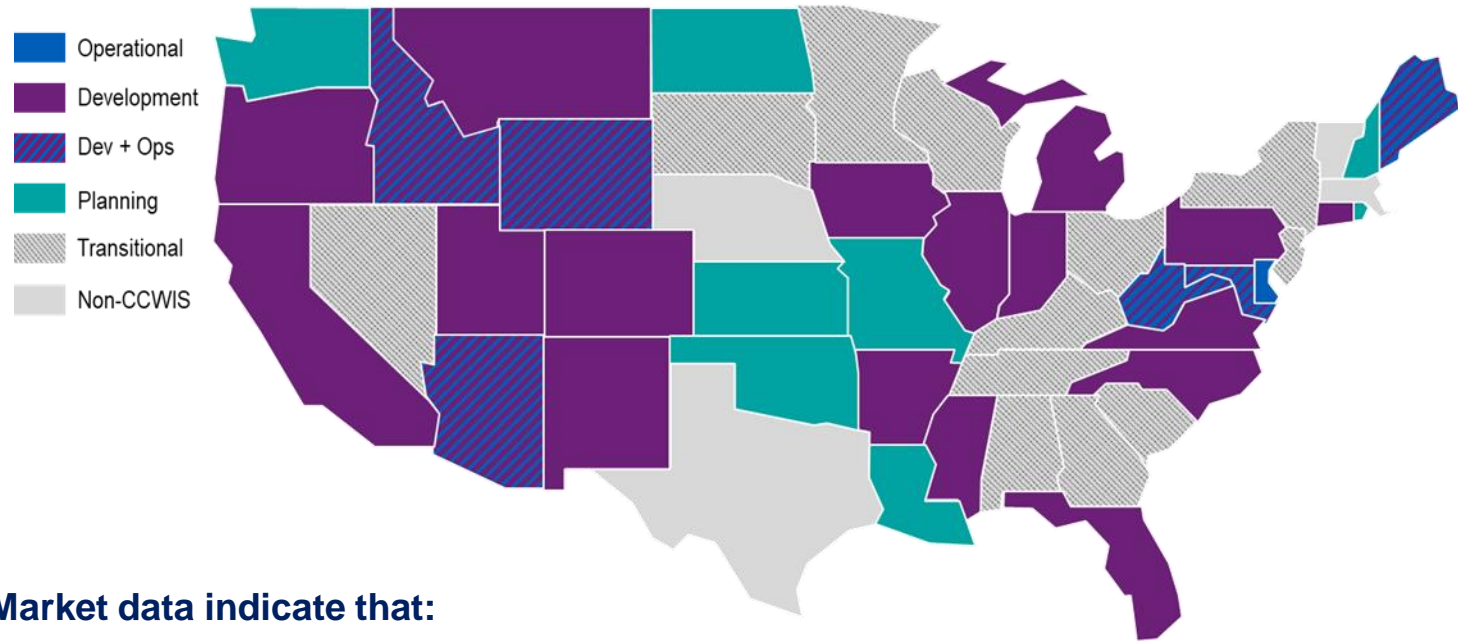 Operational
Development
Dev + Ops
Planning
Transitional
Non-CCWIS
Market data indicate that: